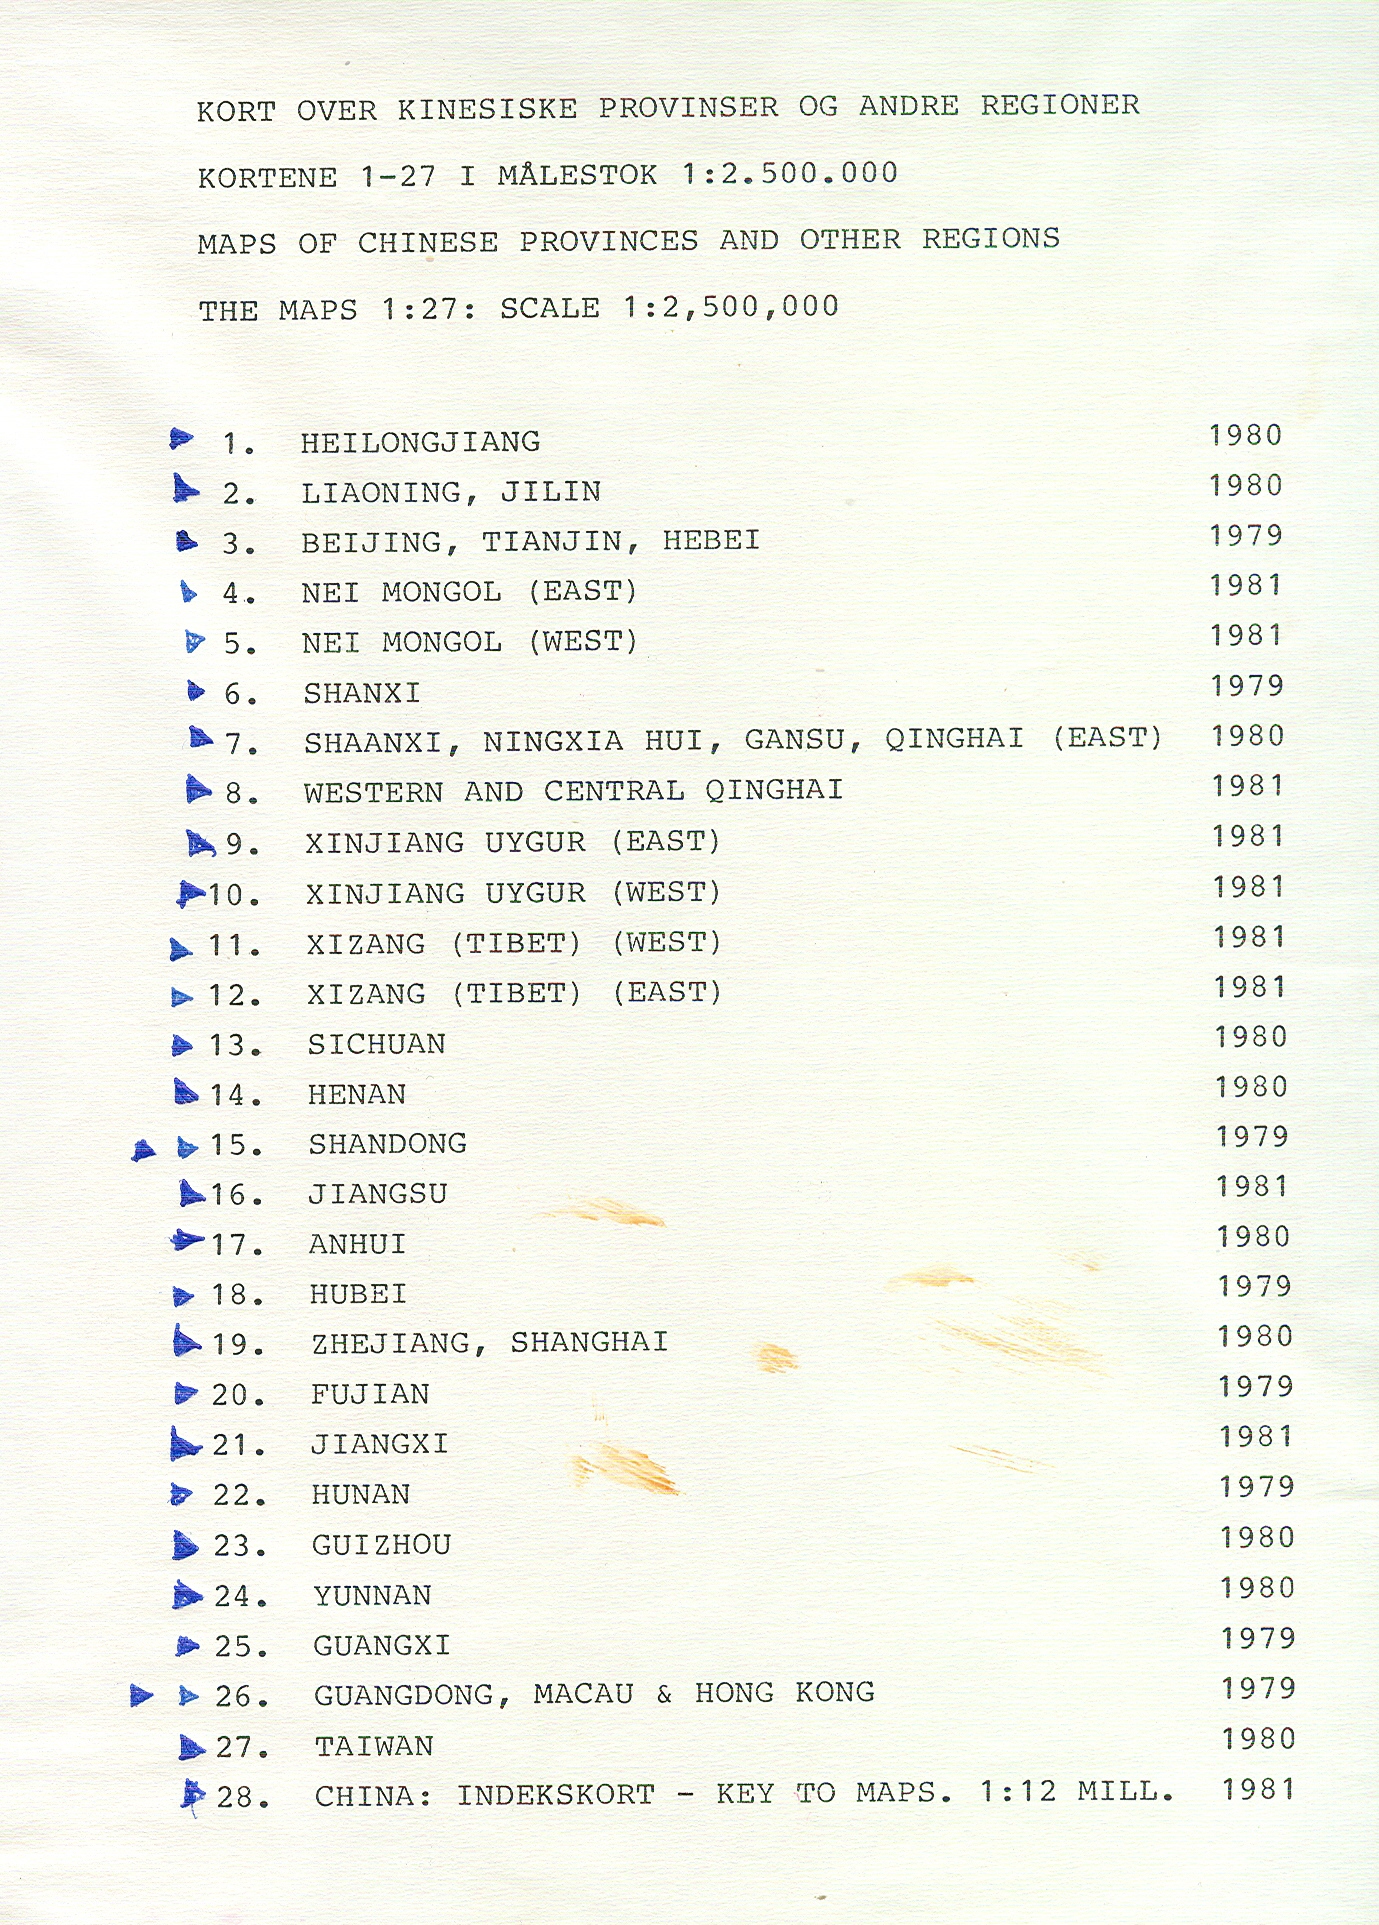 KORT OVER KINESISKE PROVINSER OG ANDRE REGIONER
KORTENE 1-27 I MÅLESTOK 1:2.500.000
MAPS OF CHINESE PROVINCES AND OTHER REGIONS
THE MAPS 1:27: SCALE 1:2,500,000
1. HEILONGJIANG 1980
2. LIAONING, JILIN 1980
3. BEIJING, TIANJIN, HEBEI 1979
4. NEI MONGOL (EAST) 1981
5. NEI MONGOL (WEST) 1981
6. SHANXI 1979
7. SHAANXI, NINGXIA HUI, GANSU, QINGHAI (EAST) 1980
8. WESTERN AND CENTRAL QINGHAI 1981
9. XINJIANG UYGUR (EAST) 1981
10. XINJIANG UYGUR (WEST) 1981
11. XIZANG (TIBET) (WEST) 1981
12. XIZANG (TIBET) (EAST) 1981
13. SICHUAN 1980
14. HENAN 1980
15. SHANDONG 1979
16. JIANGSU 1981
17. ANHUI 1980
18. HUBEI 1979
19. ZHEJIANG, SHANGHAI 1980
20. FUJIAN 1979
21. JIANGXI 1981
22. HUNAN 1979
23. GUIZHOU 1980
24. YUNNAN 1980
25. GUANGXI 1979
26. GUANGDONG, MACAU & HONG KONG 1979
27. TAIWAN 1980
28. CHINA: INDEKSKORT - KEY TO MAPS. 1:12 MILL. 1981